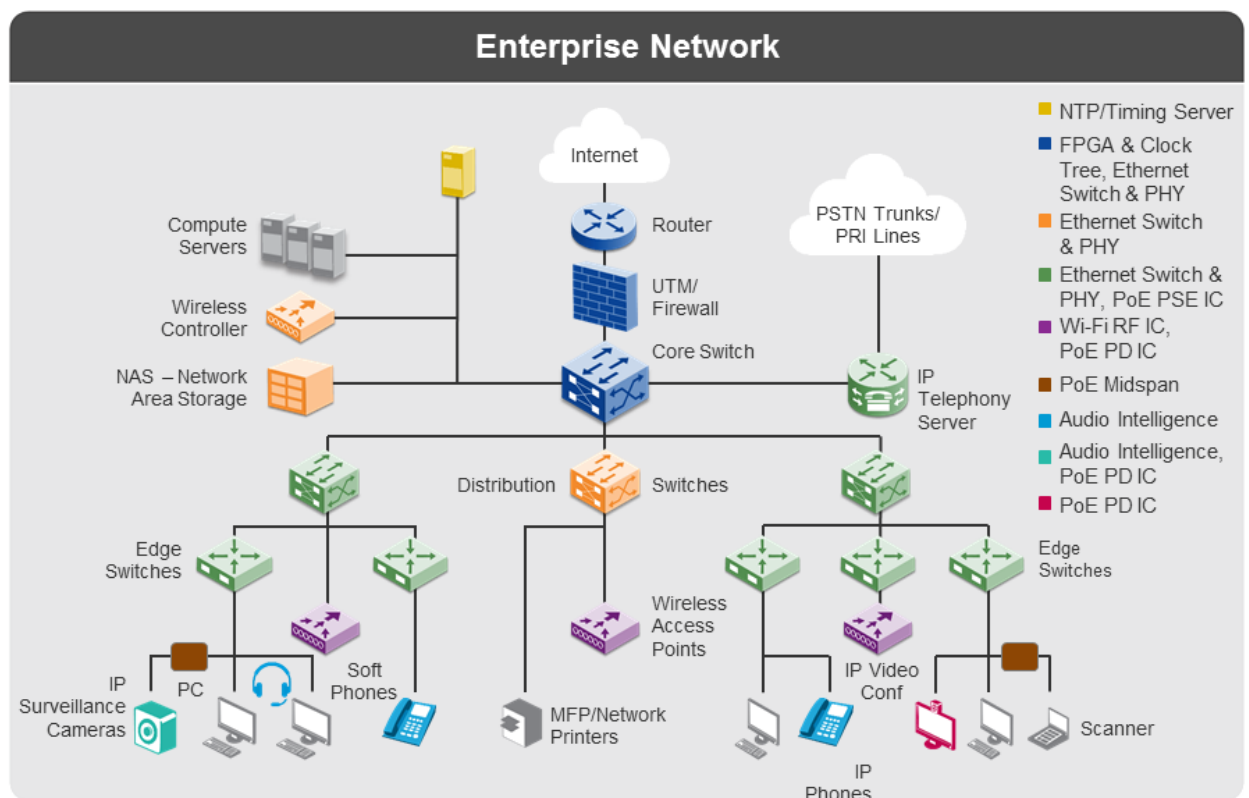 Enterprise Network
Internet
PSTN Trunks/
PRI Lines
Compute
Servers
Router
Wireless
Controller
UTM/
Firewall
NAS – Network
Area Storage
Core Switch
IP
Telephony
Server
Distribution
Switches
Edge
Switches
Edge
Switches
Wireless
Access
Points
IP
Surveillance
Cameras
PC
Soft
Phones
MFP/Network
Printers
IP Video
Conf
IP
Phones
Scanner
NTP/Timing Server
FPGA & Clock
Tree, Ethernet
Switch & PHY
Ethernet Switch
& PHY
Ethernet Switch &
PHY, PoE PSE IC
Wi-Fi RF IC,
PoE PD IC
PoE Midspan
Audio Intelligence
Audio Intelligence,
PoE PD IC
PoE PD IC